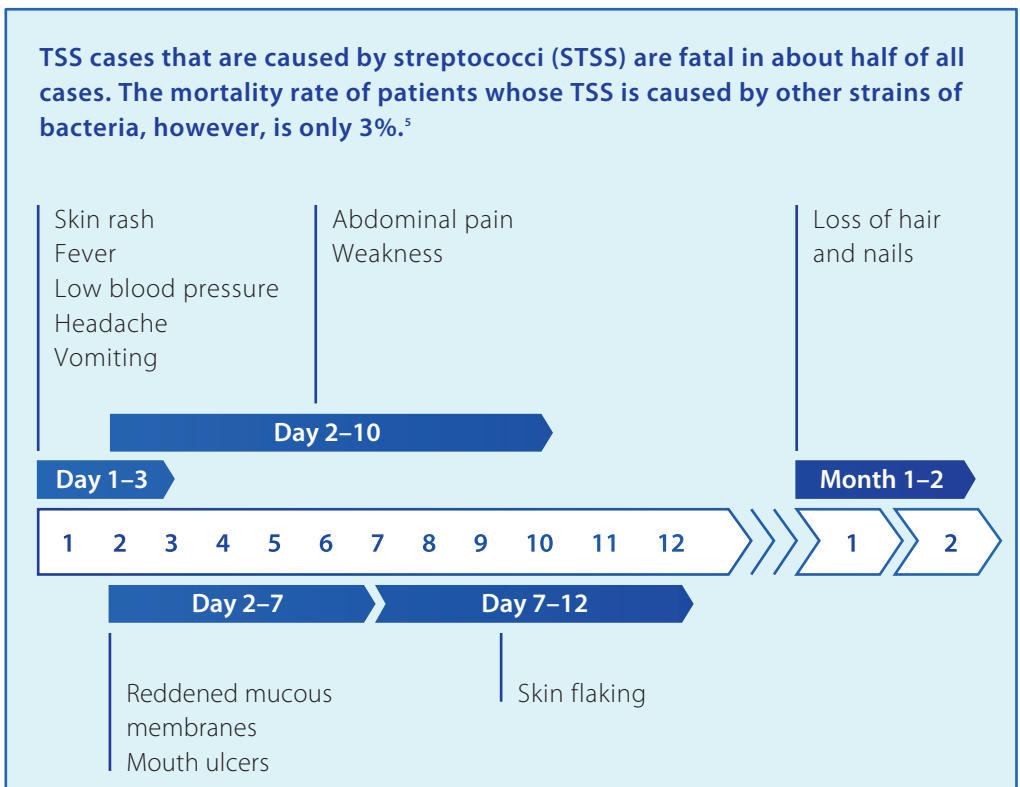 TSS cases that are caused by streptococci (STSS) are fatal in about half of all
cases. The mortality rate of patients whose TSS is caused by other strains of
bacteria, however, is only 3%.⁵
Skin rash
Fever
Low blood pressure
Headache
Vomiting
Abdominal pain
Weakness
Loss of hair
and nails
Day 2–10
Day 1–3
Month 1–2
1 2 3 4 5 6 7 8 9 10 11 12 1 2
Day 2–7
Day 7–12
Reddened mucous
membranes
Mouth ulcers
Skin flaking